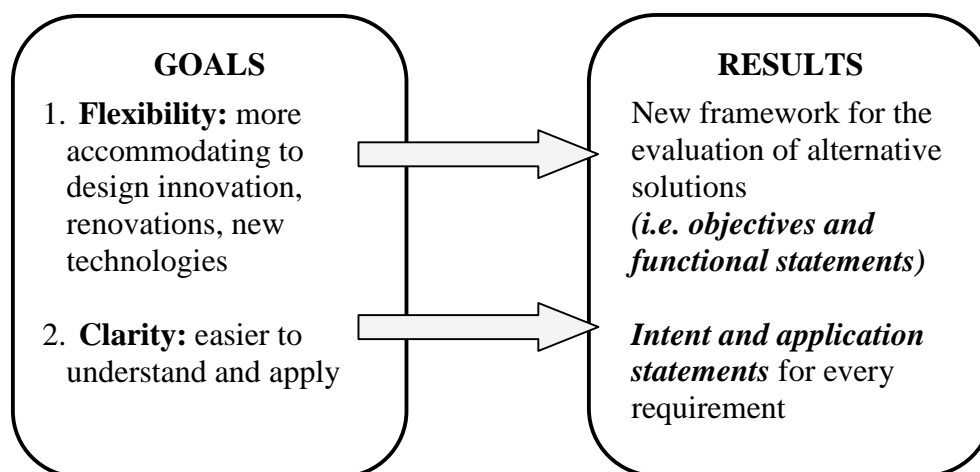 GOALS
1. Flexibility: more
accommodating to
design innovation,
renovations, new
technologies
2. Clarity: easier to
understand and apply
RESULTS
New framework for the
evaluation of alternative
solutions
(i.e. objectives and
functional statements)
Intent and application
statements for every
requirement